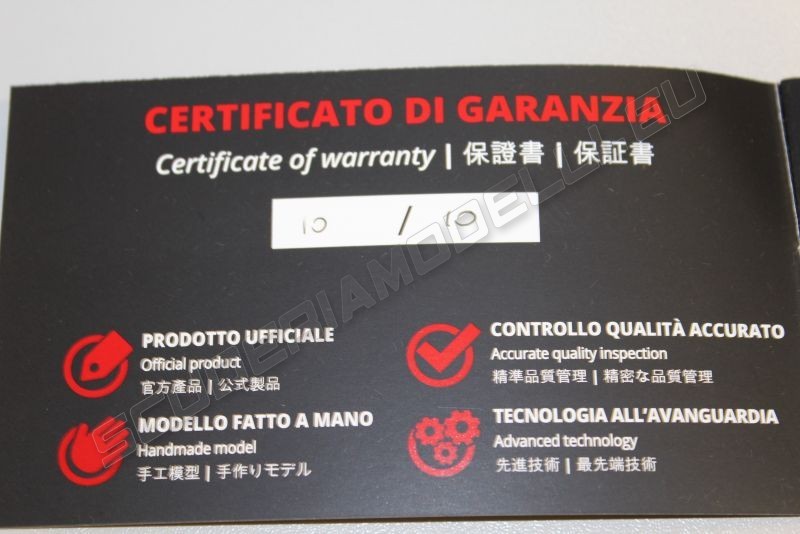 CERTIFICATO DI GARANZIA
Certificate of warranty | 保證書 | 保証書
10 / 10
PRODOTTO UFFICIALE
Official product
官方產品 | 公式製品
CONTROLLO QUALITÀ ACCURATO
Accurate quality inspection
精準品質管理 | 精密な品質管理
MODELLO FATTO A MANO
Handmade model
手工模型 | 手作りモデル
TECNOLOGIA ALL'AVANGUARDIA
Advanced technology
先進技術 | 最先端技術
SCUDERIAMODELLI.eu